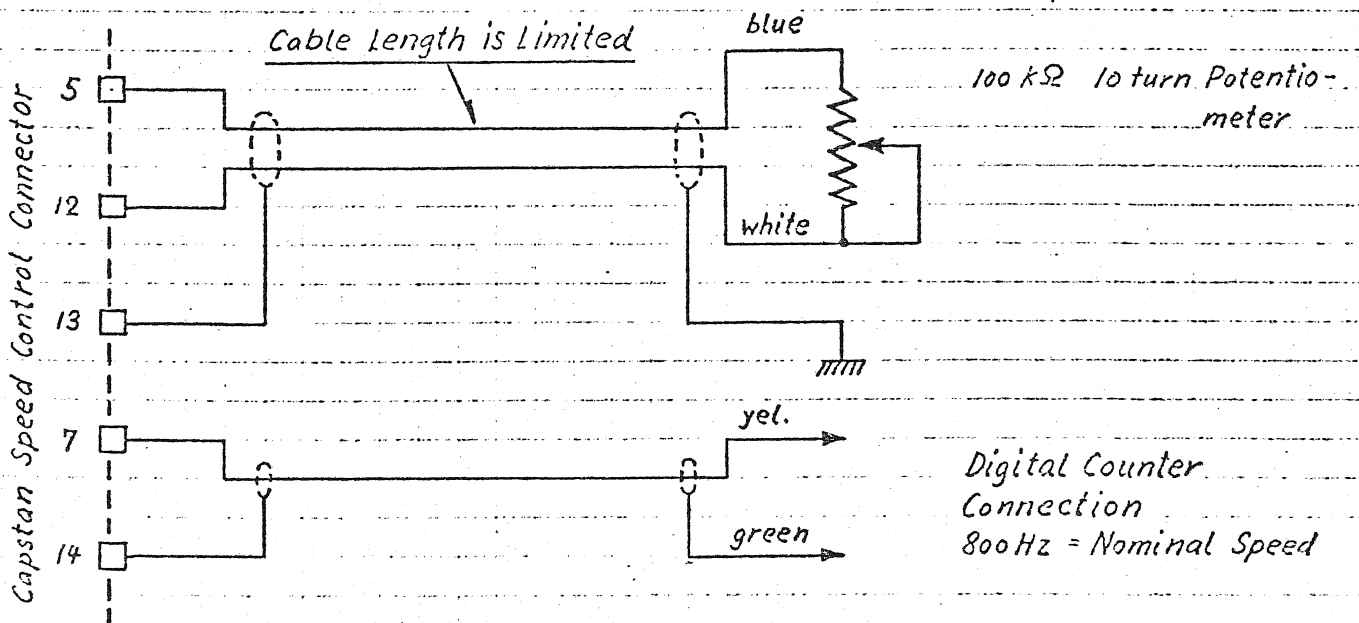 Capstan Speed Control Connector
5
12
13
7
14
Cable Length is Limited
blue
white
100 kΩ 10 turn Potentio-
meter
yel.
green
Digital Counter
Connection
800 Hz = Nominal Speed